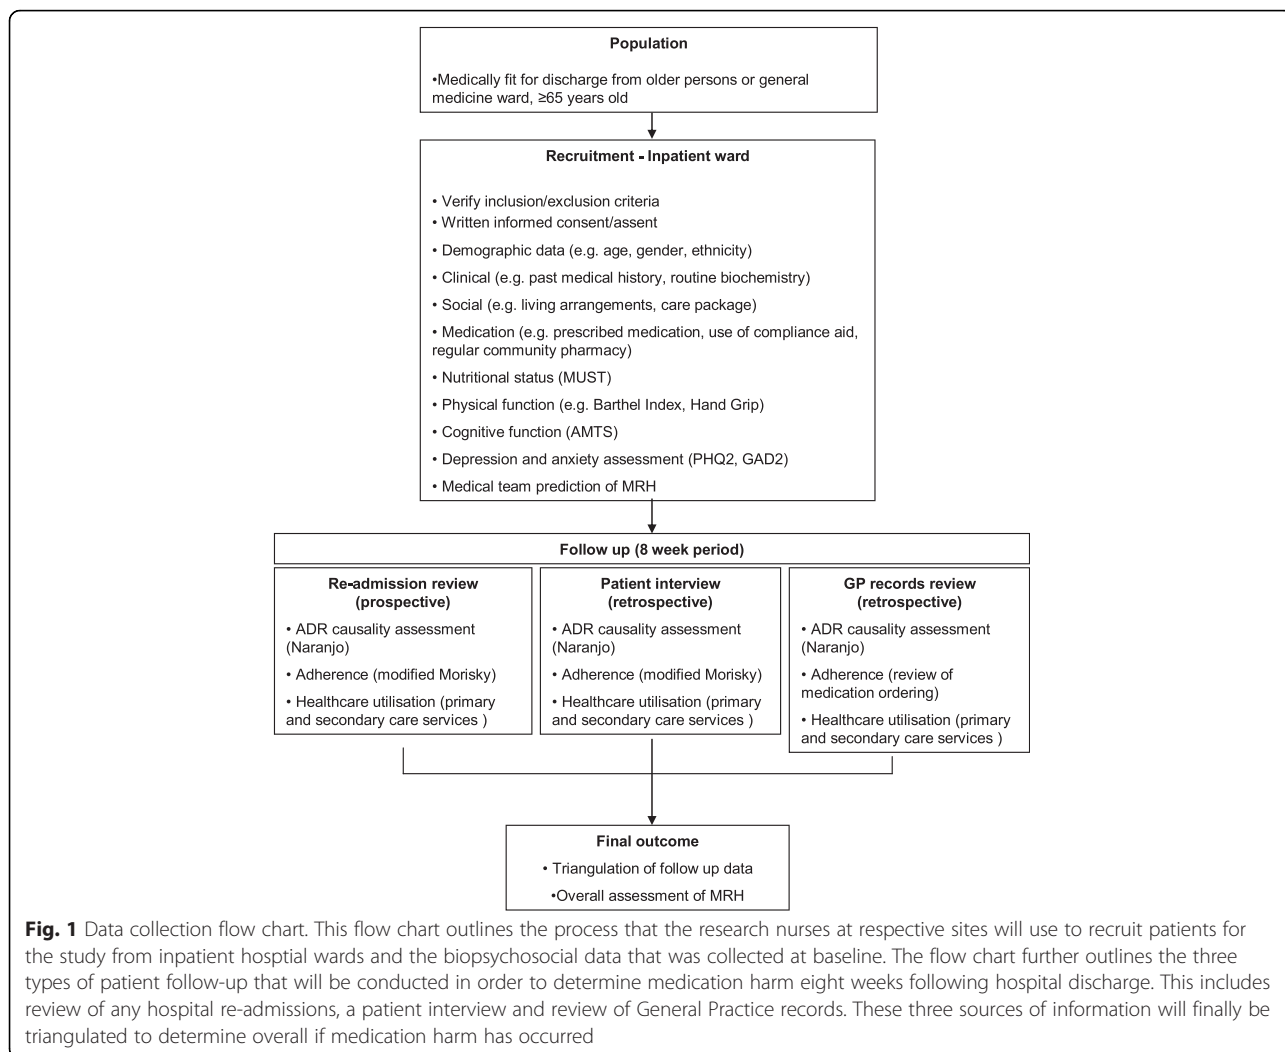 Population
•Medically fit for discharge from older persons or general
medicine ward, ≥65 years old
Recruitment - Inpatient ward
• Verify inclusion/exclusion criteria
• Written informed consent/assent
• Demographic data (e.g. age, gender, ethnicity)
• Clinical (e.g. past medical history, routine biochemistry)
• Social (e.g. living arrangements, care package)
• Medication (e.g. prescribed medication, use of compliance aid,
regular community pharmacy)
• Nutritional status (MUST)
• Physical function (e.g. Barthel Index, Hand Grip)
• Cognitive function (AMTS)
• Depression and anxiety assessment (PHQ2, GAD2)
• Medical team prediction of MRH
Follow up (8 week period)
Re-admission review
(prospective)
• ADR causality assessment
(Naranjo)
• Adherence (modified Morisky)
• Healthcare utilisation (primary
and secondary care services )
Patient interview
(retrospective)
• ADR causality assessment
(Naranjo)
• Adherence (modified Morisky)
• Healthcare utilisation (primary
and secondary care services )
GP records review
(retrospective)
• ADR causality assessment
(Naranjo)
• Adherence (review of
medication ordering)
• Healthcare utilisation (primary
and secondary care services )
Final outcome
• Triangulation of follow up data
•Overall assessment of MRH
Fig. 1 Data collection flow chart. This flow chart outlines the process that the research nurses at respective sites will use to recruit patients for
the study from inpatient hosptial wards and the biopsychosocial data that was collected at baseline. The flow chart further outlines the three
types of patient follow-up that will be conducted in order to determine medication harm eight weeks following hospital discharge. This includes
review of any hospital re-admissions, a patient interview and review of General Practice records. These three sources of information will finally be
triangulated to determine overall if medication harm has occurred